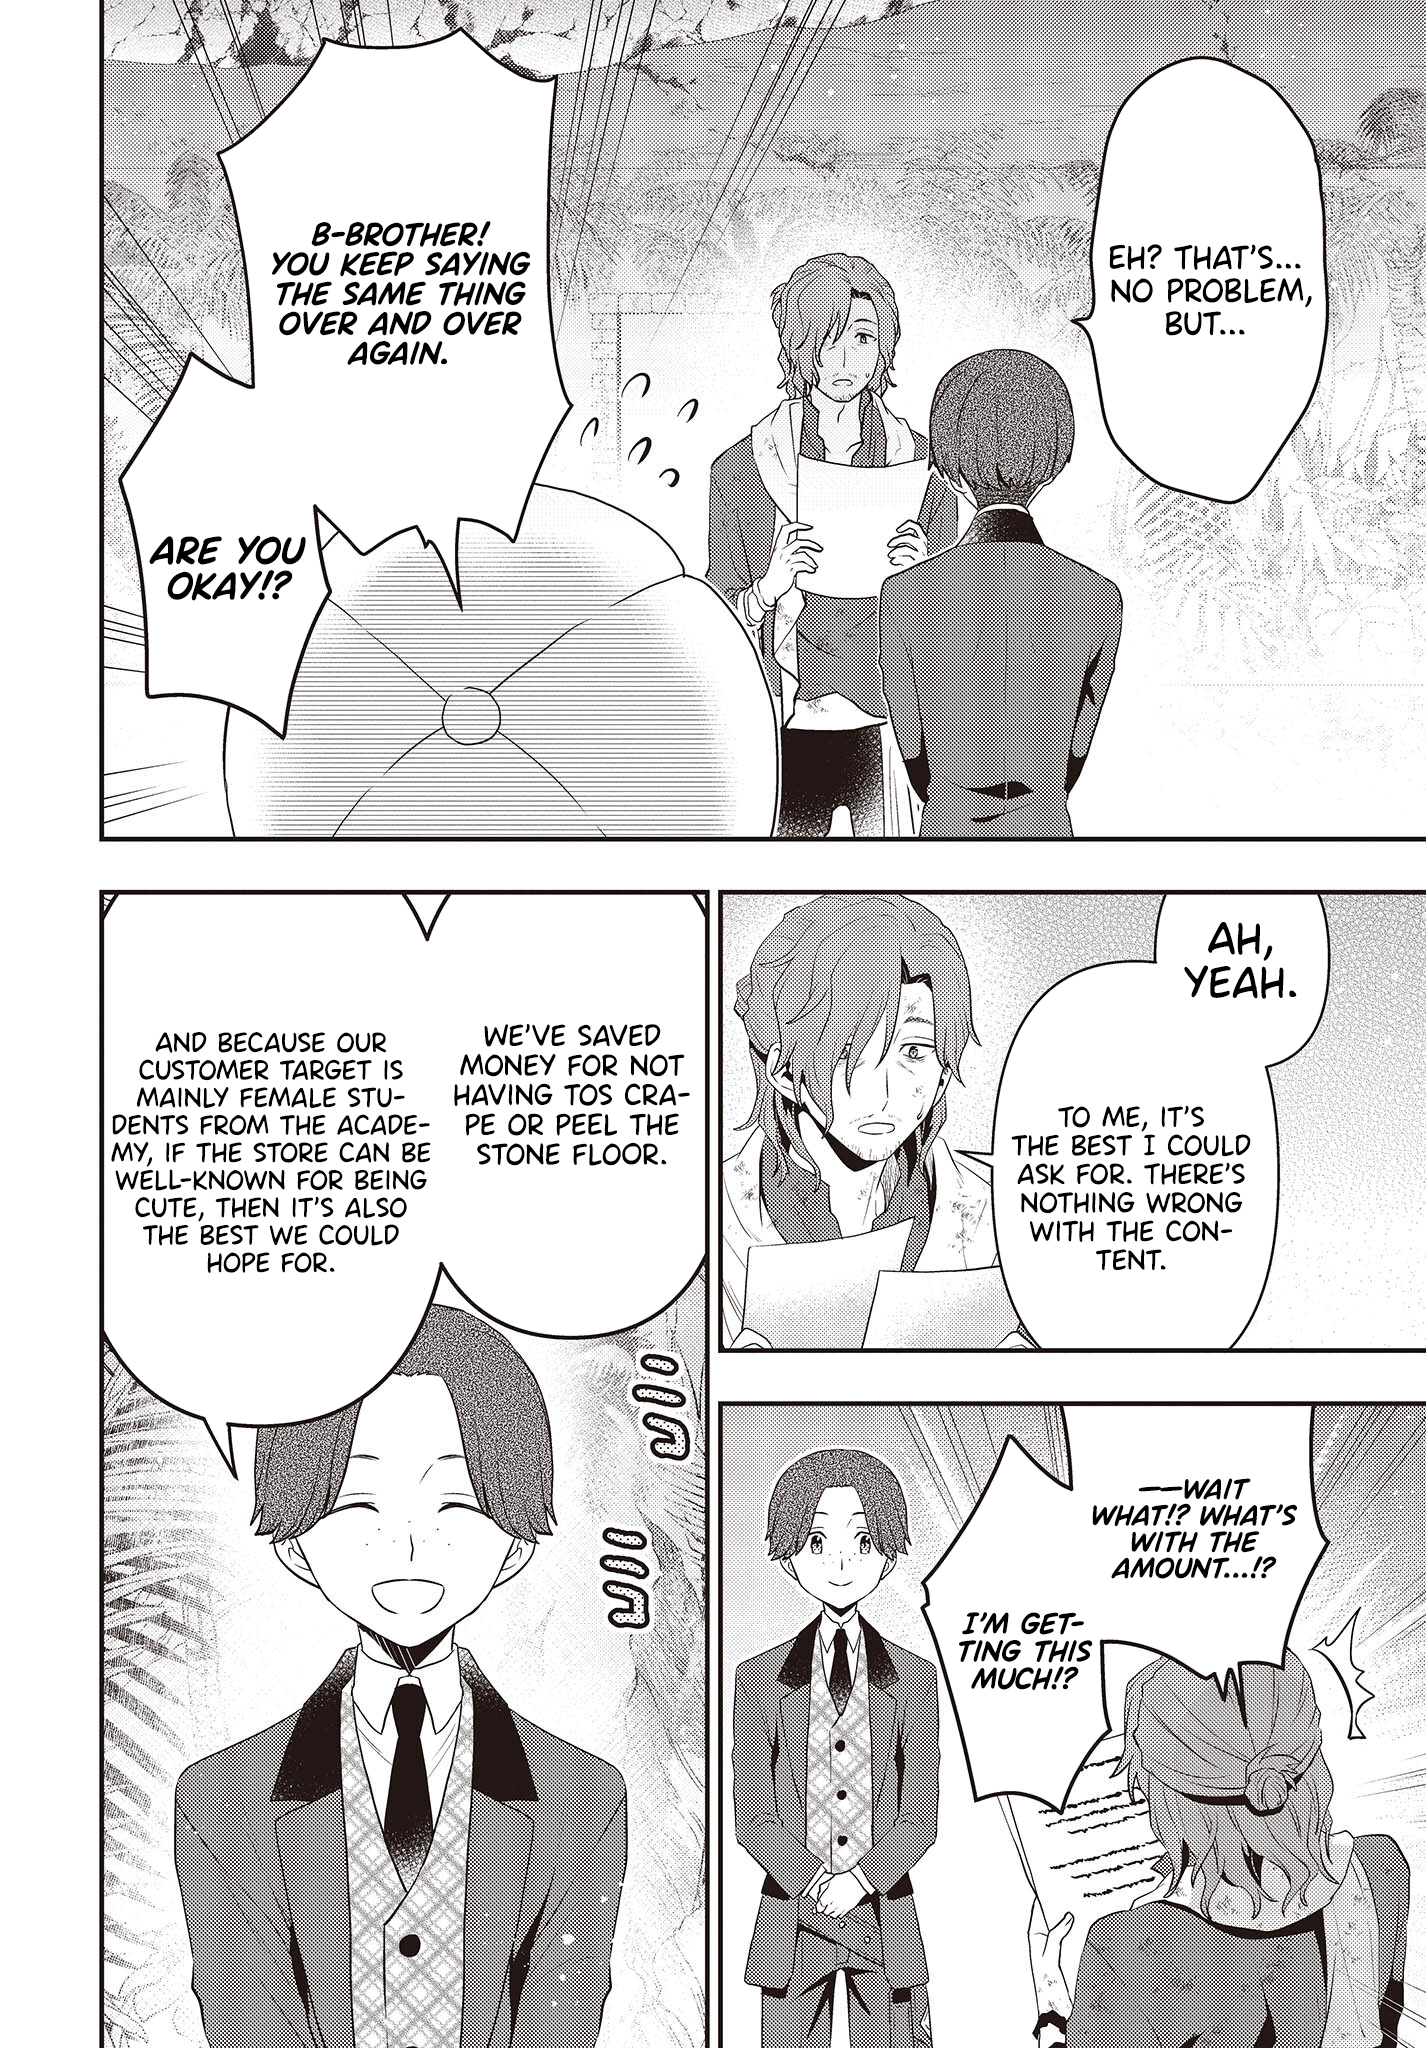 EH? THAT'S...
NO PROBLEM,
BUT...
B-BROTHER!
YOU KEEP SAYING
THE SAME THING
OVER AND OVER
AGAIN.
ARE YOU
OKAY!?
AH,
YEAH.
TO ME, IT'S
THE BEST I COULD
ASK FOR. THERE'S
NOTHING WRONG
WITH THE CON-
TENT.
——WAIT
WHAT!? WHAT'S
WITH THE
AMOUNT...!?
I'M GET-
TING THIS
MUCH!?
WE'VE SAVED
MONEY FOR NOT
HAVING TOS CRA-
PE OR PEEL THE
STONE FLOOR.
AND BECAUSE OUR
CUSTOMER TARGET IS
MAINLY FEMALE STU-
DENTS FROM THE ACADE-
MY, IF THE STORE CAN BE
WELL-KNOWN FOR BEING
CUTE, THEN IT'S ALSO
THE BEST WE COULD
HOPE FOR.
ニコ
ニコ